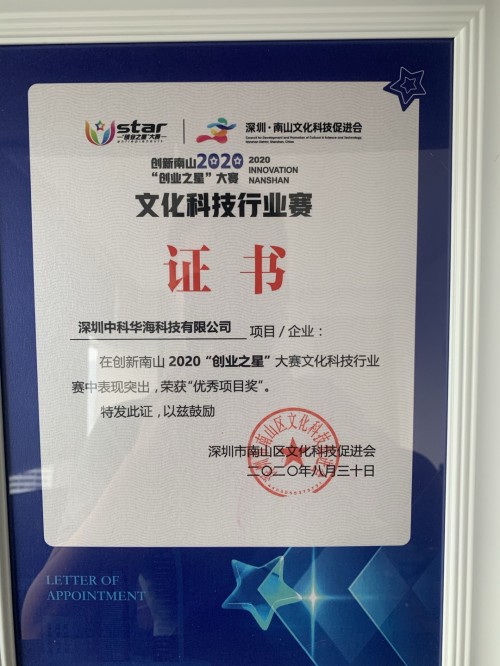 star
“创业之星”大赛
深圳·南山文化科技促进会
创新南山2020
“创业之星”大赛
2020
INNOVATION
NANSHAN
文化科技行业赛
证书
深圳中科华海科技有限公司 项目/企业：
在创新南山 2020 “创业之星” 大赛文化科技行业
赛中表现突出，荣获“优秀项目奖”。
特发此证，以兹鼓励
深圳市南山区文化科技促进会
二〇二〇年八月三十日
LETTER OF
APPOINTMENT